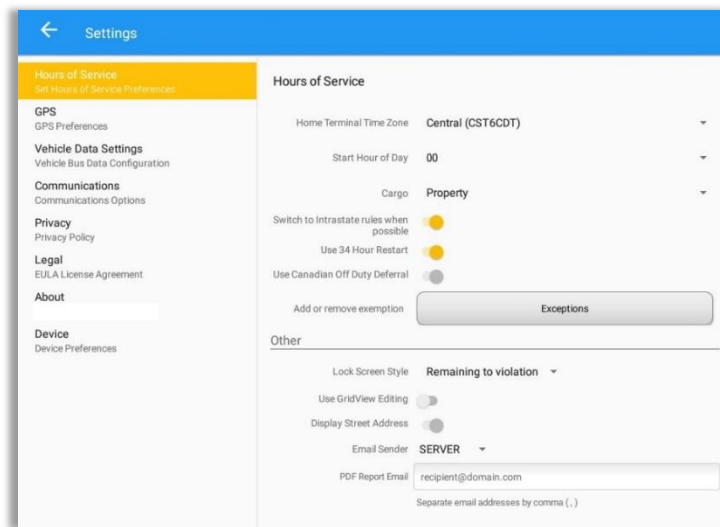 Settings
Hours of Service
Set Hours of Service Preferences
GPS
GPS Preferences
Vehicle Data Settings
Vehicle Bus Data Configuration
Communications
Communications Options
Privacy
Privacy Policy
Legal
EULA License Agreement
About
Device
Device Preferences
Hours of Service
Home Terminal Time Zone Central (CST6CDT)
Start Hour of Day 00
Cargo Property
Switch to Intrastate rules when
possible
Use 34 Hour Restart
Use Canadian Off Duty Deferral
Add or remove exemption Exceptions
Other
Lock Screen Style Remaining to violation
Use GridView Editing
Display Street Address
Email Sender SERVER
PDF Report Email recipient@domain.com
Separate email addresses by comma ( , )